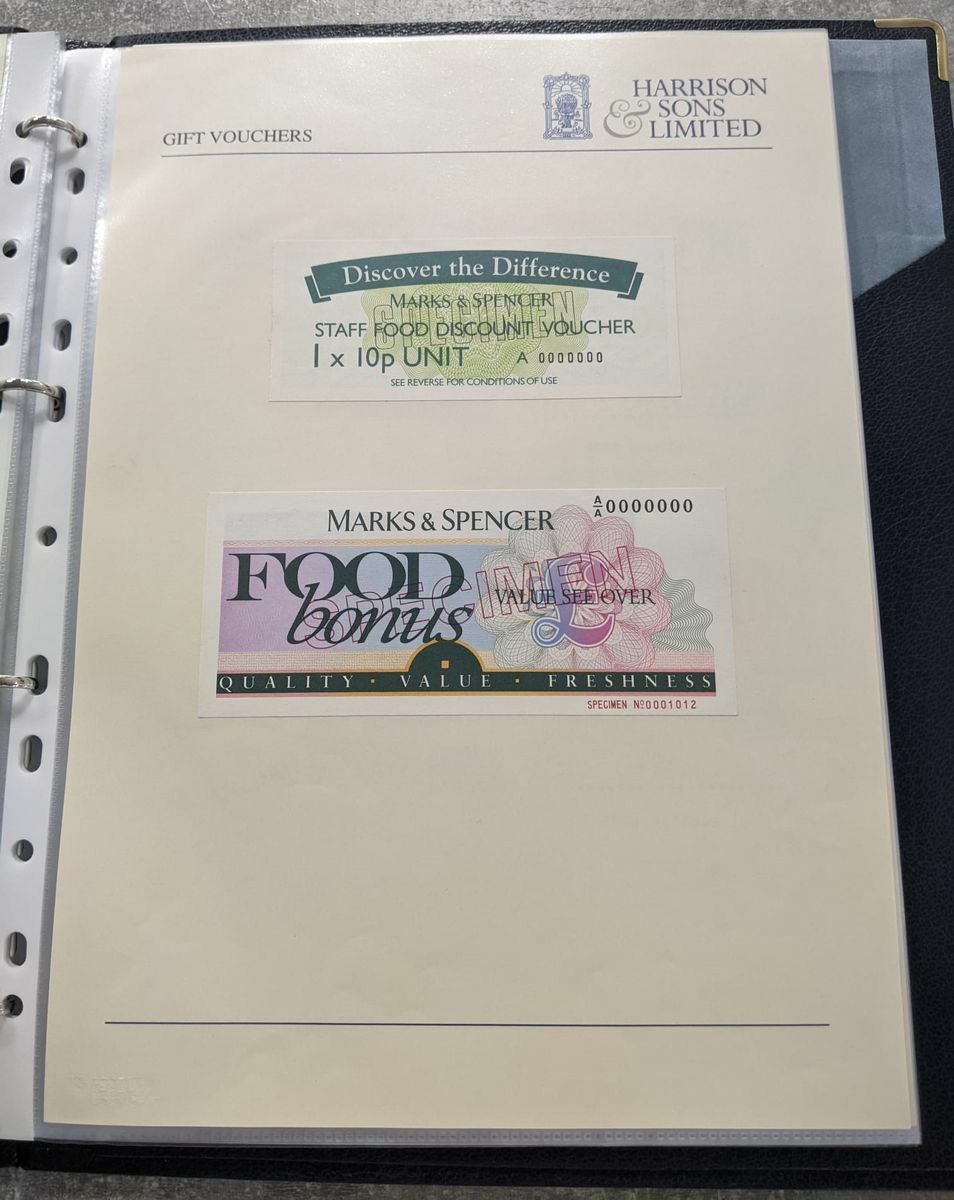 GIFT VOUCHERS
HARRISON
& SONS
LIMITED
Discover the Difference
MARKS & SPENCER
SPECIMEN
STAFF FOOD DISCOUNT VOUCHER
1 x 10p UNIT
A 0000000
SEE REVERSE FOR CONDITIONS OF USE
MARKS & SPENCER
A/A 0000000
FOOD
bonus
SPECIMEN
£
VALUE SEE OVER
QUALITY · VALUE · FRESHNESS
SPECIMEN Nº0001012